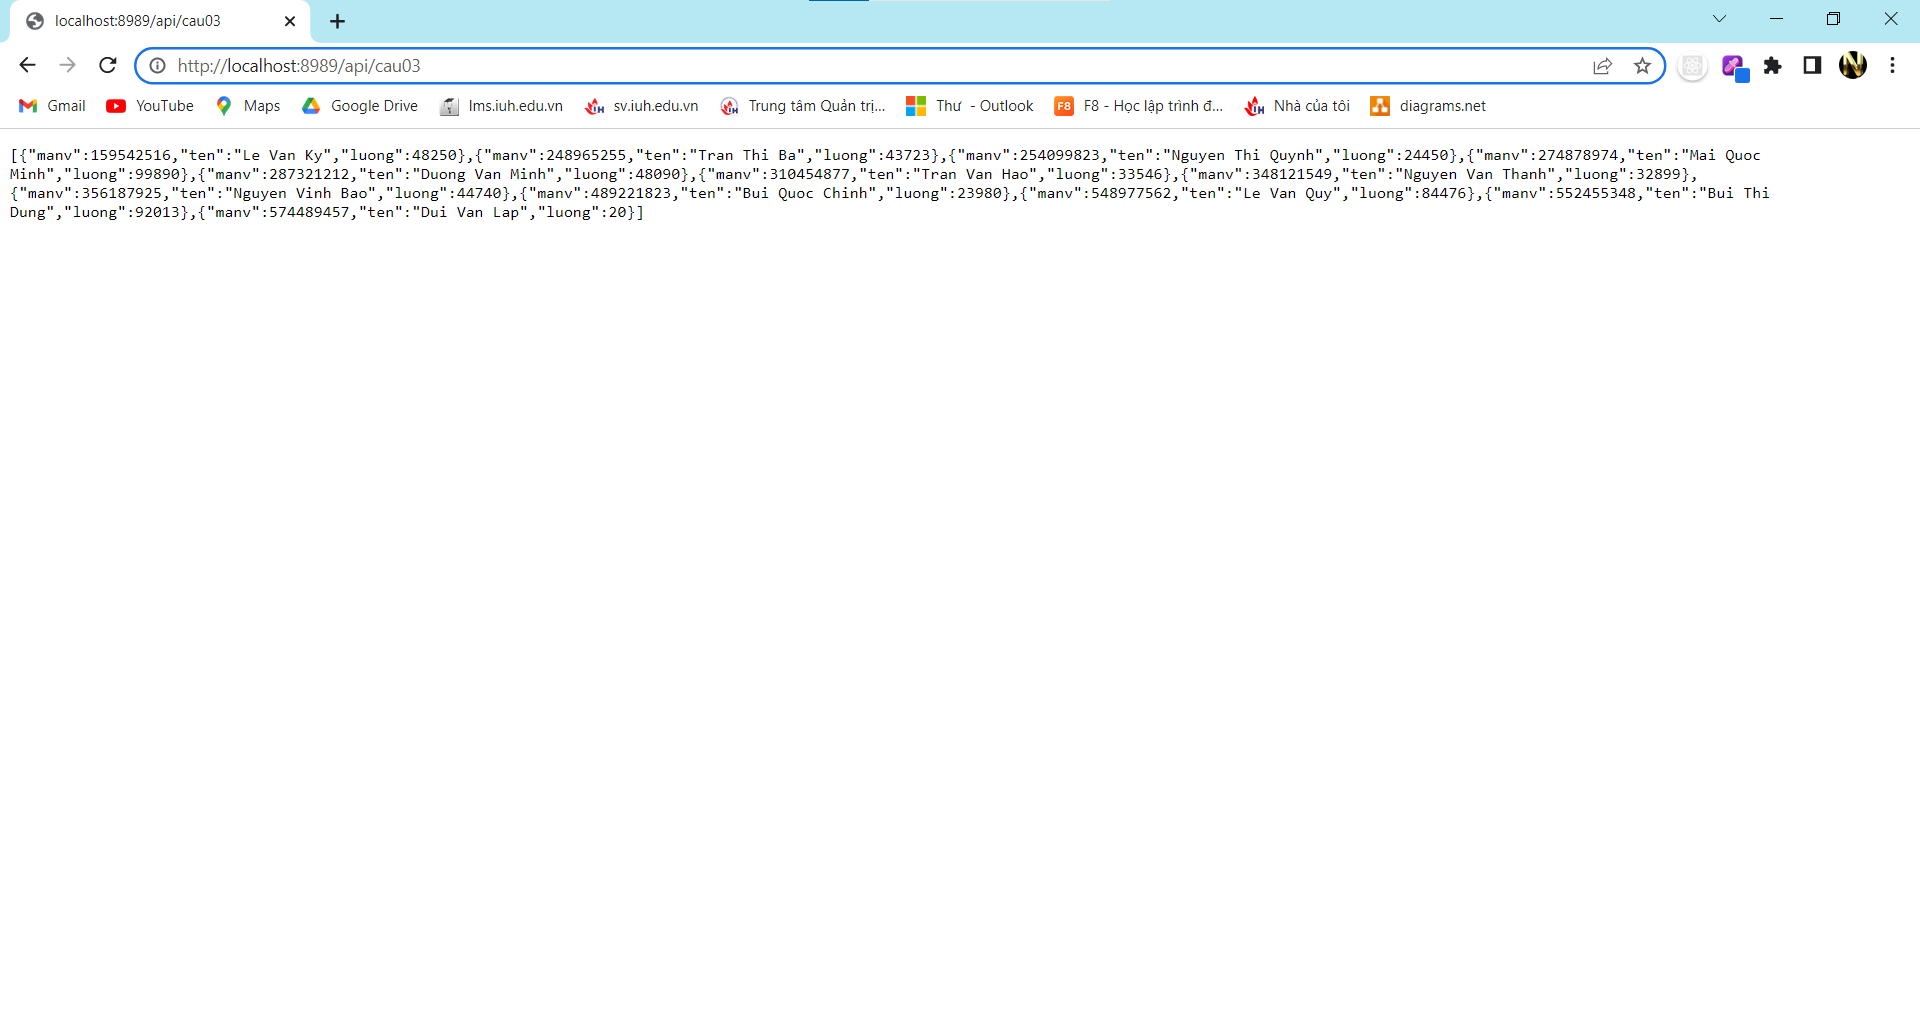 localhost:8989/api/cau03
http://localhost:8989/api/cau03
Gmail YouTube Maps Google Drive lms.iuh.edu.vn sv.iuh.edu.vn Trung tâm Quản trị... Thư - Outlook F8 F8 - Học lập trình đ... Nhà của tôi diagrams.net
[{"manv":159542516,"ten":"Le Van Ky","luong":48250},{"manv":248965255,"ten":"Tran Thi Ba","luong":43723},{"manv":254099823,"ten":"Nguyen Thi Quynh","luong":24450},{"manv":274878974,"ten":"Mai Quoc
Minh","luong":99890},{"manv":287321212,"ten":"Duong Van Minh","luong":48090},{"manv":310454877,"ten":"Tran Van Hao","luong":33546},{"manv":348121549,"ten":"Nguyen Van Thanh","luong":32899},
{"manv":356187925,"ten":"Nguyen Vinh Bao","luong":44740},{"manv":489221823,"ten":"Bui Quoc Chinh","luong":23980},{"manv":548977562,"ten":"Le Van Quy","luong":84476},{"manv":552455348,"ten":"Bui Thi
Dung","luong":92013},{"manv":574489457,"ten":"Dui Van Lap","luong":20}]